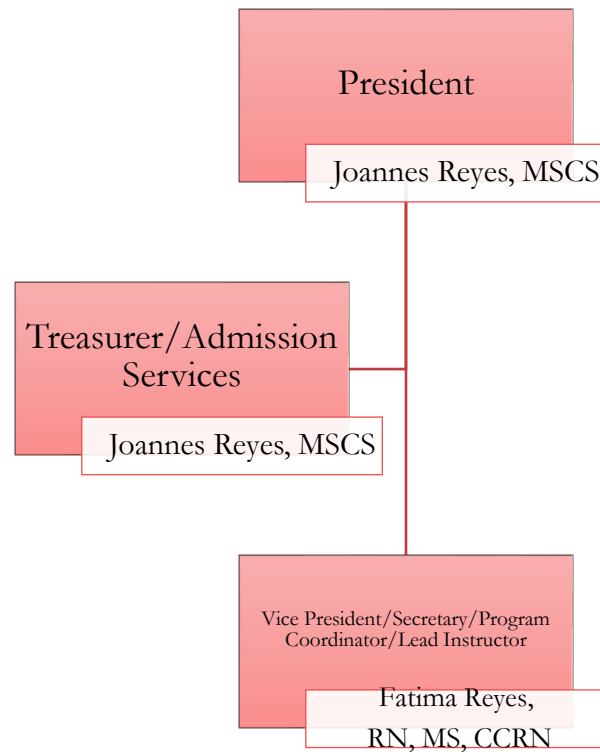 President
Joannes Reyes, MSCS
Treasurer/Admission
Services
Joannes Reyes, MSCS
Vice President/Secretary/Program
Coordinator/Lead Instructor
Fatima Reyes,
RN, MS, CCRN